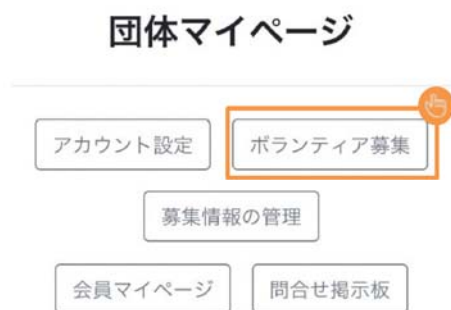 団体マイページ
アカウント設定 ボランティア募集
募集情報の管理
会員マイページ 問合せ掲示板